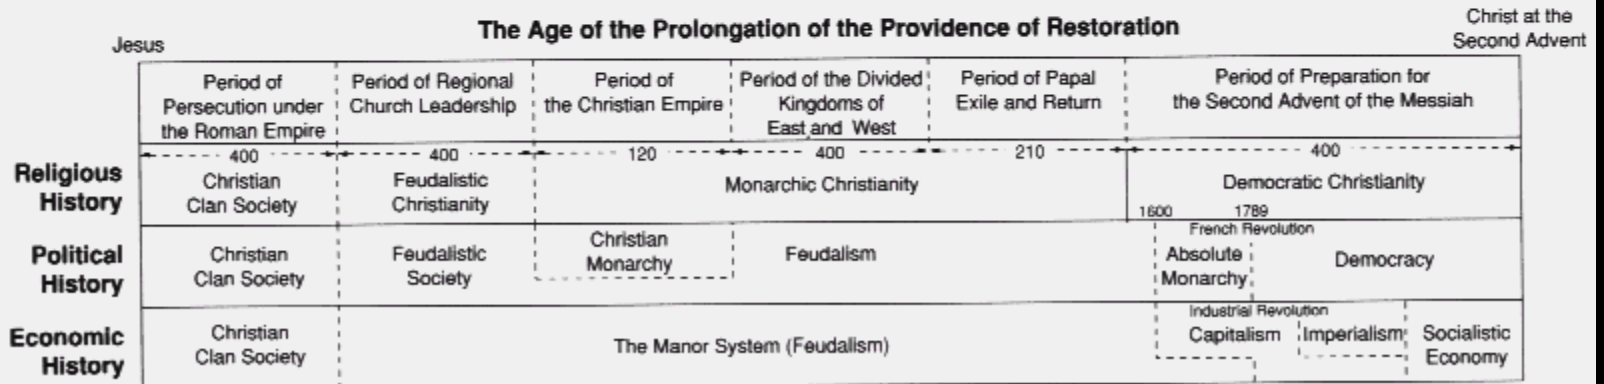 The Age of the Prolongation of the Providence of Restoration
Christ at the
Second Advent
Jesus
Period of
Persecution under
the Roman Empire
Period of Regional
Church Leadership
Period of
the Christian Empire
Period of the Divided
Kingdoms of
East and West
Period of Papal
Exile and Return
Period of Preparation for
the Second Advent of the Messiah
400
400
120
400
210
400
Religious
History
Christian
Clan Society
Feudalistic
Christianity
Monarchic Christianity
Democratic Christianity
1600
1789
French Revolution
Political
History
Christian
Clan Society
Feudalistic
Society
Christian
Monarchy
Feudalism
Absolute
Monarchy
Democracy
Industrial Revolution
Economic
History
Christian
Clan Society
The Manor System (Feudalism)
Capitalism
Imperialism
Socialistic
Economy